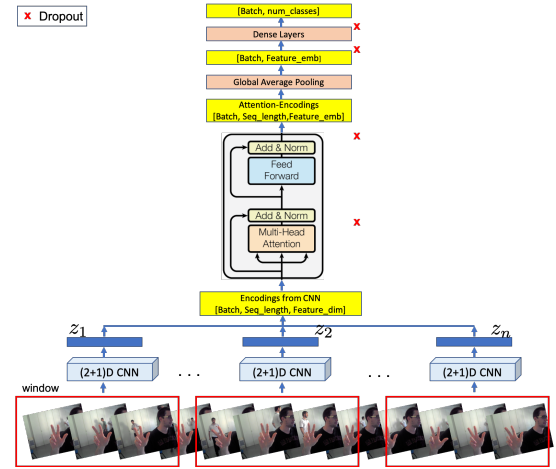 x Dropout
[Batch, num_classes]
x
Dense Layers
x
[Batch, Feature_emb]
Global Average Pooling
Attention-Encodings
[Batch, Seq_length,Feature_emb]
x
Add & Norm
Feed
Forward
x
Add & Norm
Multi-Head
Attention
Encodings from CNN
[Batch, Seq_length, Feature_dim]
z1
z2
zn
(2+1)D CNN
. . .
(2+1)D CNN
. . .
(2+1)D CNN
window